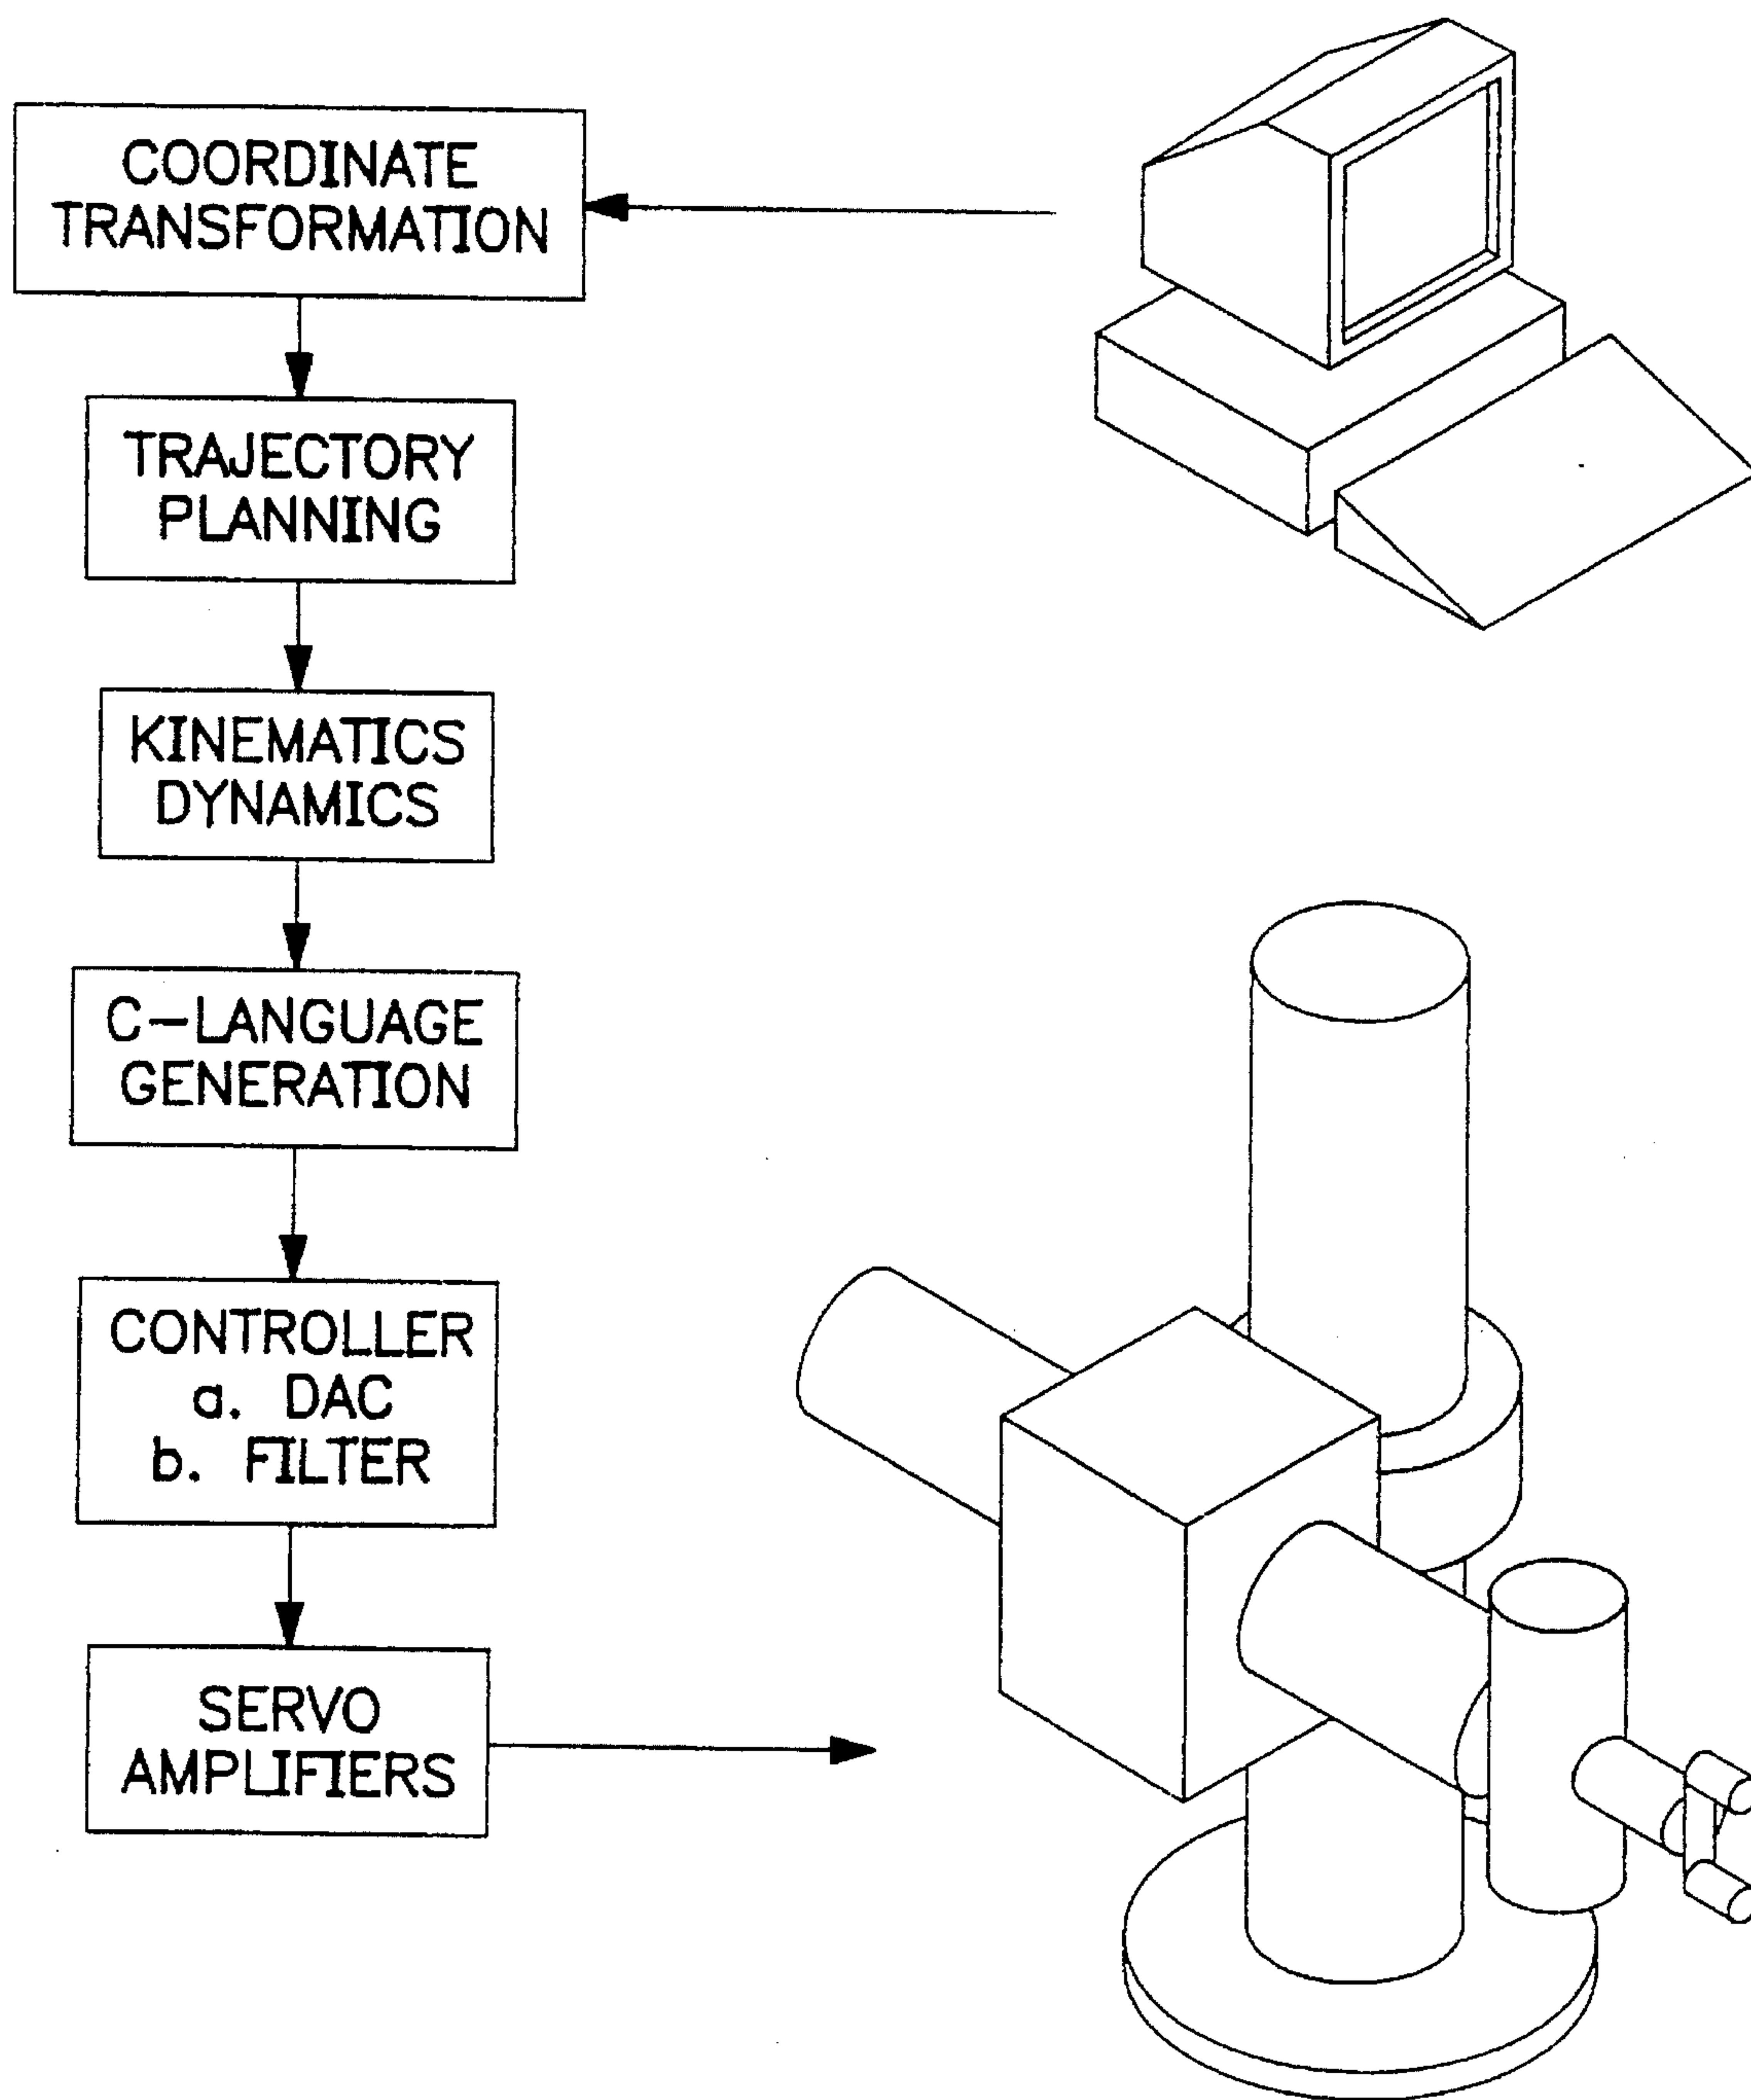 COORDINATE
TRANSFORMATION
TRAJECTORY
PLANNING
KINEMATICS
DYNAMICS
C-LANGUAGE
GENERATION
CONTROLLER
a. DAC
b. FILTER
SERVO
AMPLIFIERS